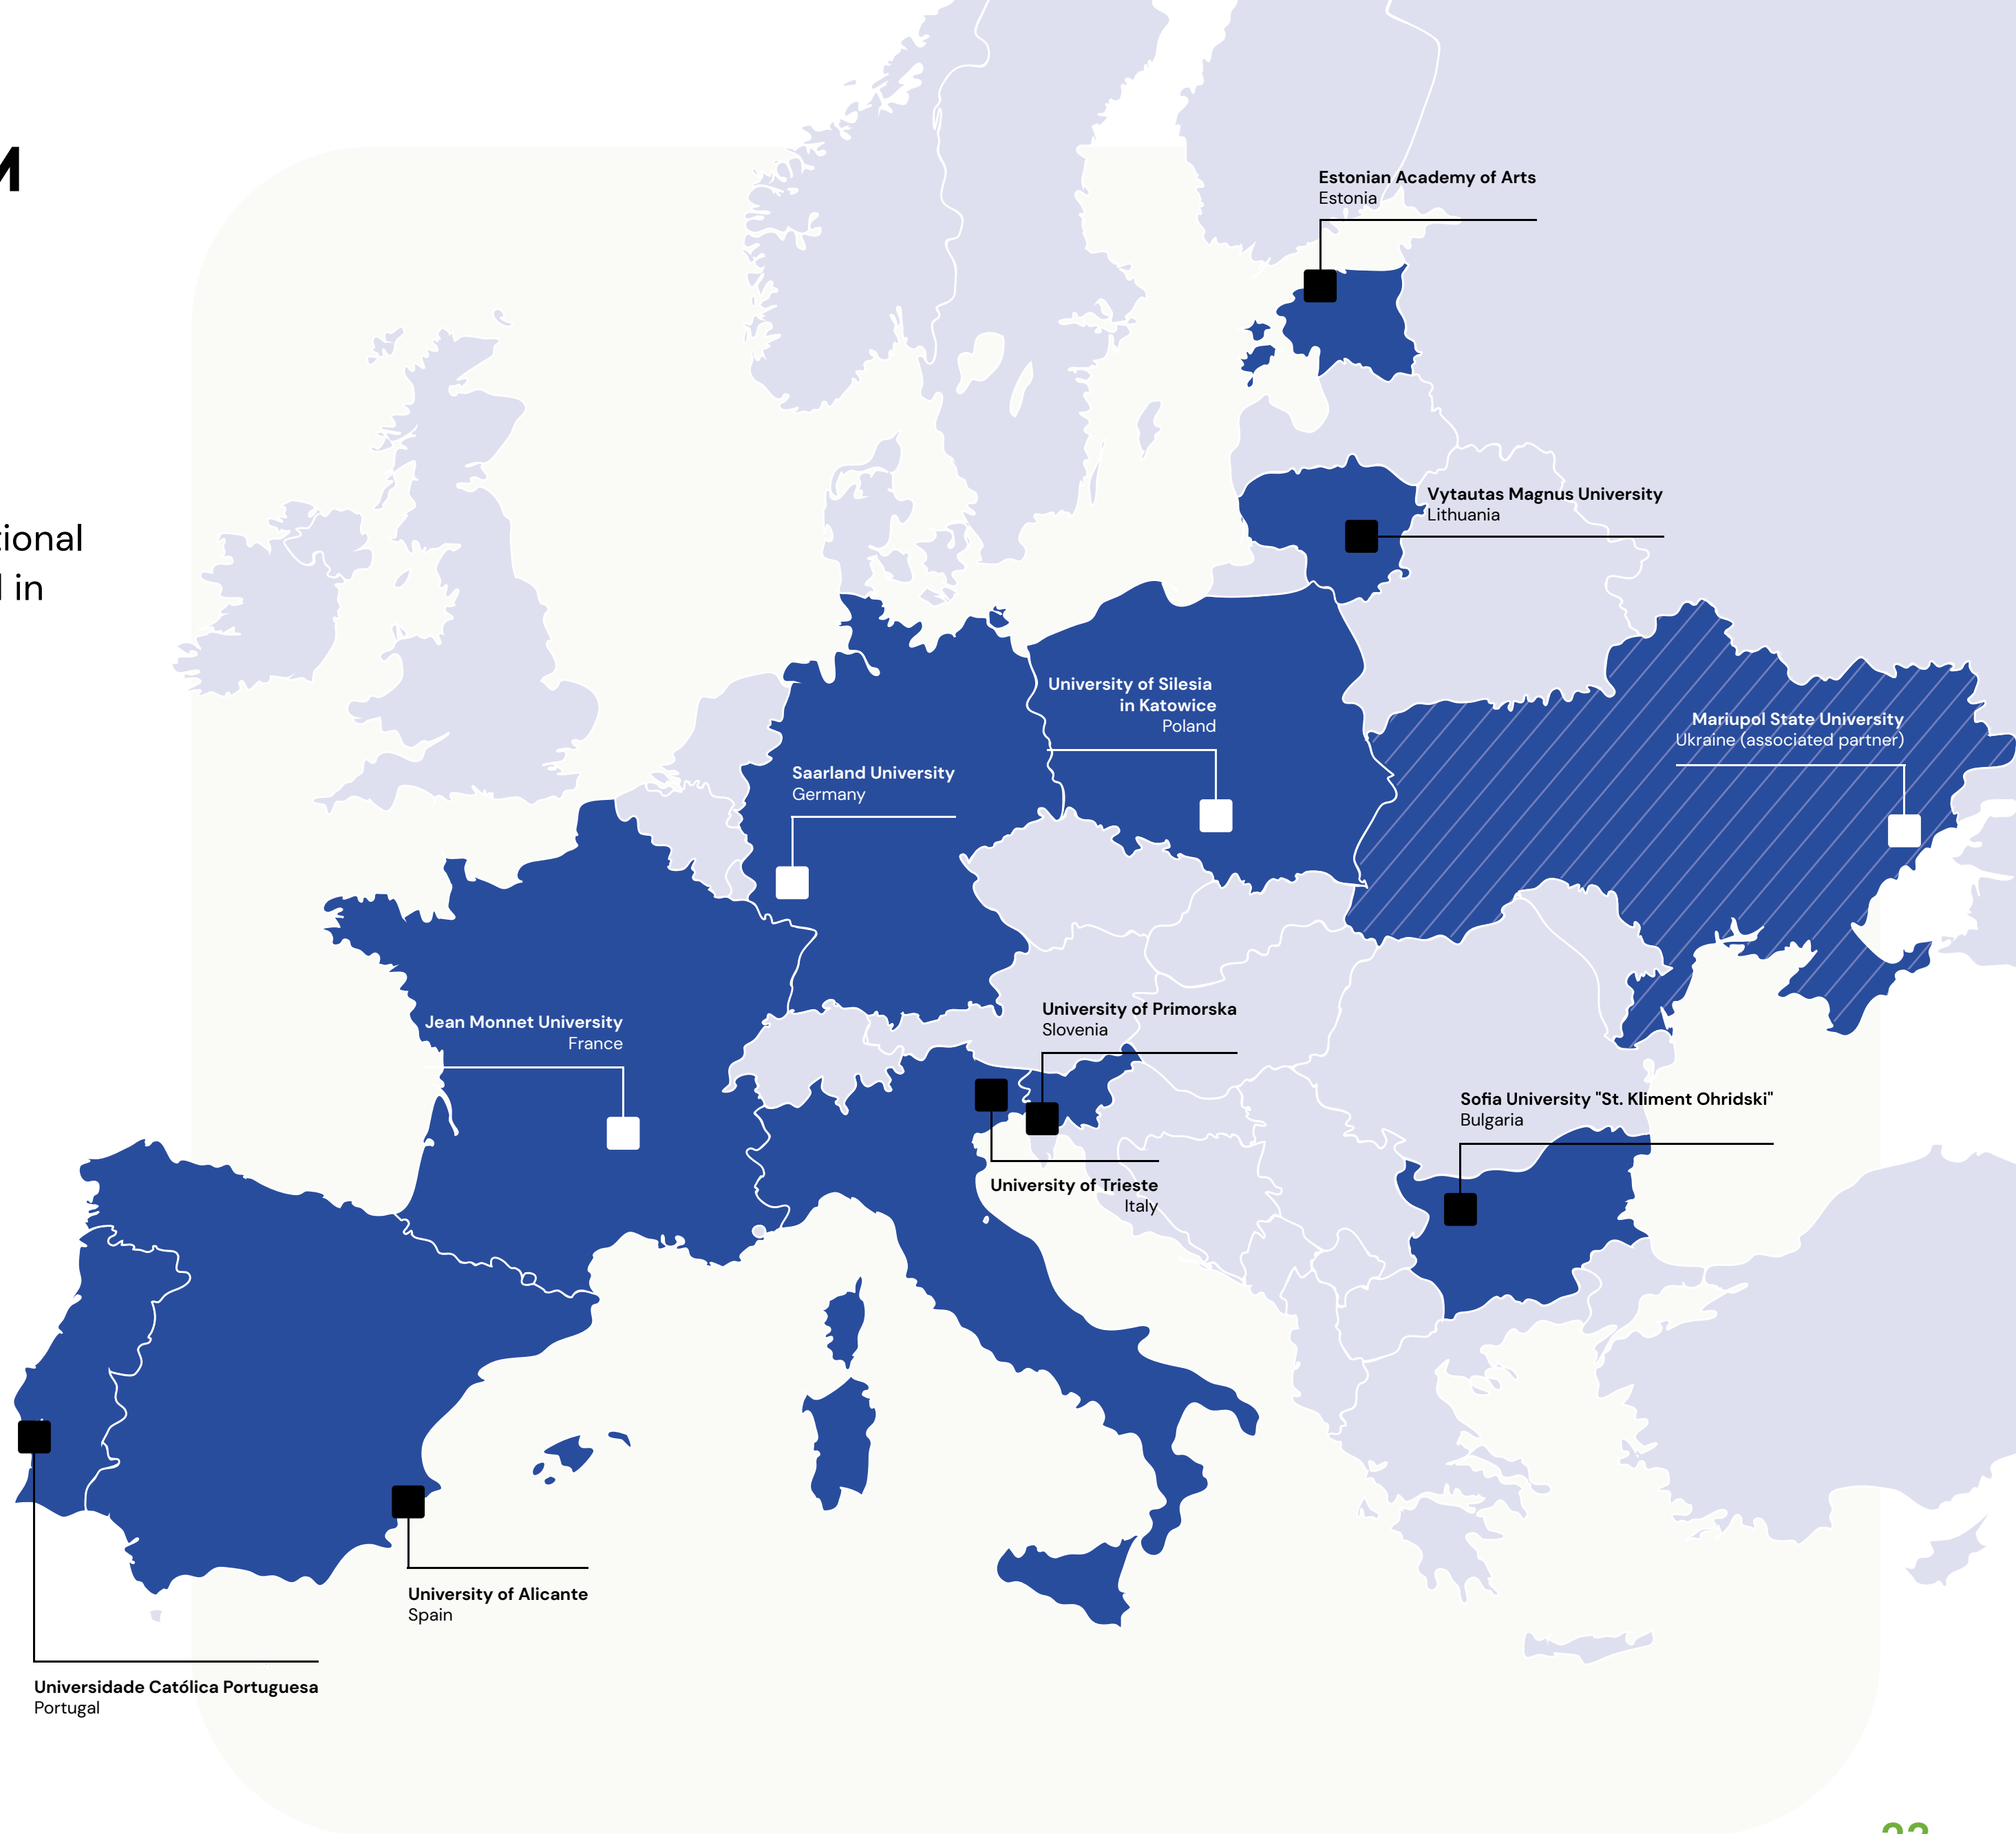 M
tional
in
Estonian Academy of Arts
Estonia
Vytautas Magnus University
Lithuania
University of Silesia
in Katowice
Poland
Mariupol State University
Ukraine (associated partner)
Saarland University
Germany
Jean Monnet University
France
University of Primorska
Slovenia
Sofia University "St. Kliment Ohridski"
Bulgaria
University of Trieste
Italy
University of Alicante
Spain
Universidade Católica Portuguesa
Portugal